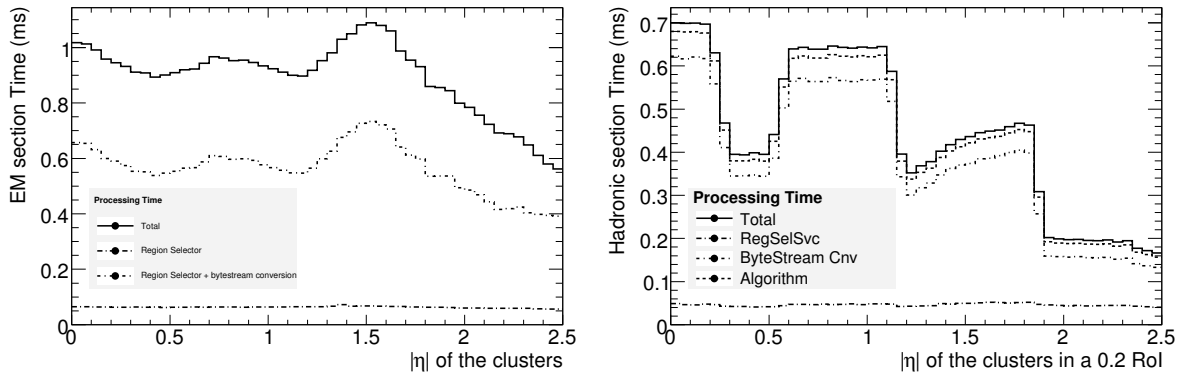 EM section Time (ms)
1
0.8
0.6
0.4
0.2
0
Processing Time
Total
Region Selector
Region Selector + bytestream conversion
0 0.5 1 1.5 2 2.5
|η| of the clusters
Hadronic section Time (ms)
0.7
0.6
0.5
0.4
0.3
0.2
0.1
0
Processing Time
Total
RegSelSvc
ByteStream Cnv
Algorithm
0 0.5 1 1.5 2 2.5
|η| of the clusters in a 0.2 RoI